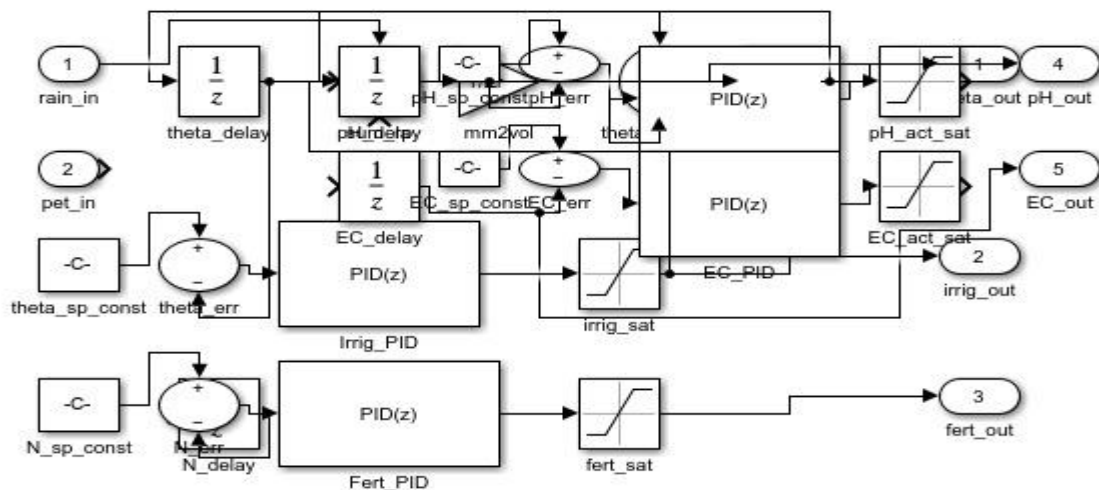 1
rain_in
1
z
theta_delay
1
z
-C-
pH_sp_const
pH_err
mm2vol
PID(z)
pH_act_sat
1
4
pH_out
2
pet_in
1
z
EC_delay
-C-
EC_sp_const
EC_err
PID(z)
EC_PID
EC_act_sat
5
EC_out
-C-
theta_sp_const
theta_err
PID(z)
Irrig_PID
irrig_sat
2
irrig_out
-C-
N_sp_const
N_err
N_delay
PID(z)
Fert_PID
fert_sat
3
fert_out